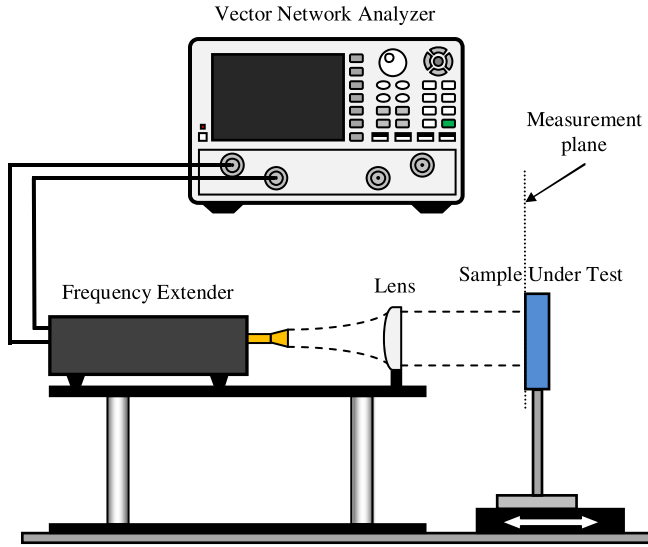 Vector Network Analyzer
Measurement
plane
Sample Under Test
Lens
Frequency Extender